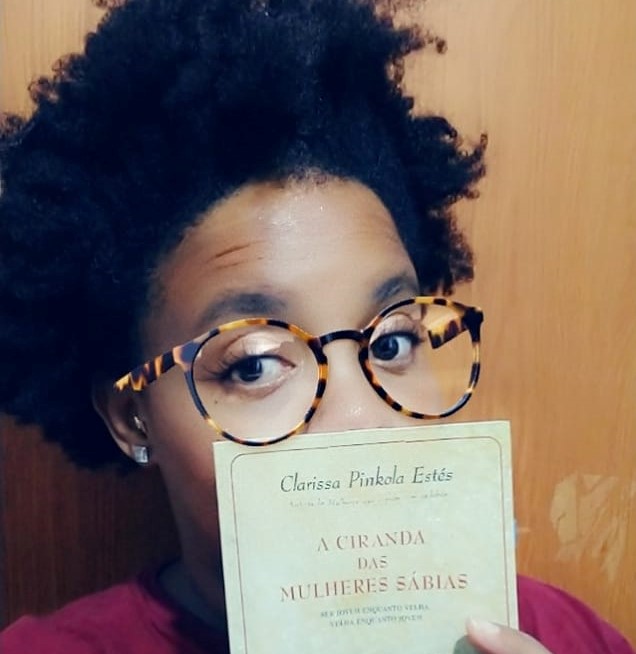 Clarissa Pinkola Estés
A CIRANDA
DAS
MULHERES SÁBIAS
SER JOVEM ENQUANTO VELHA,
VELHA ENQUANTO JOVEM